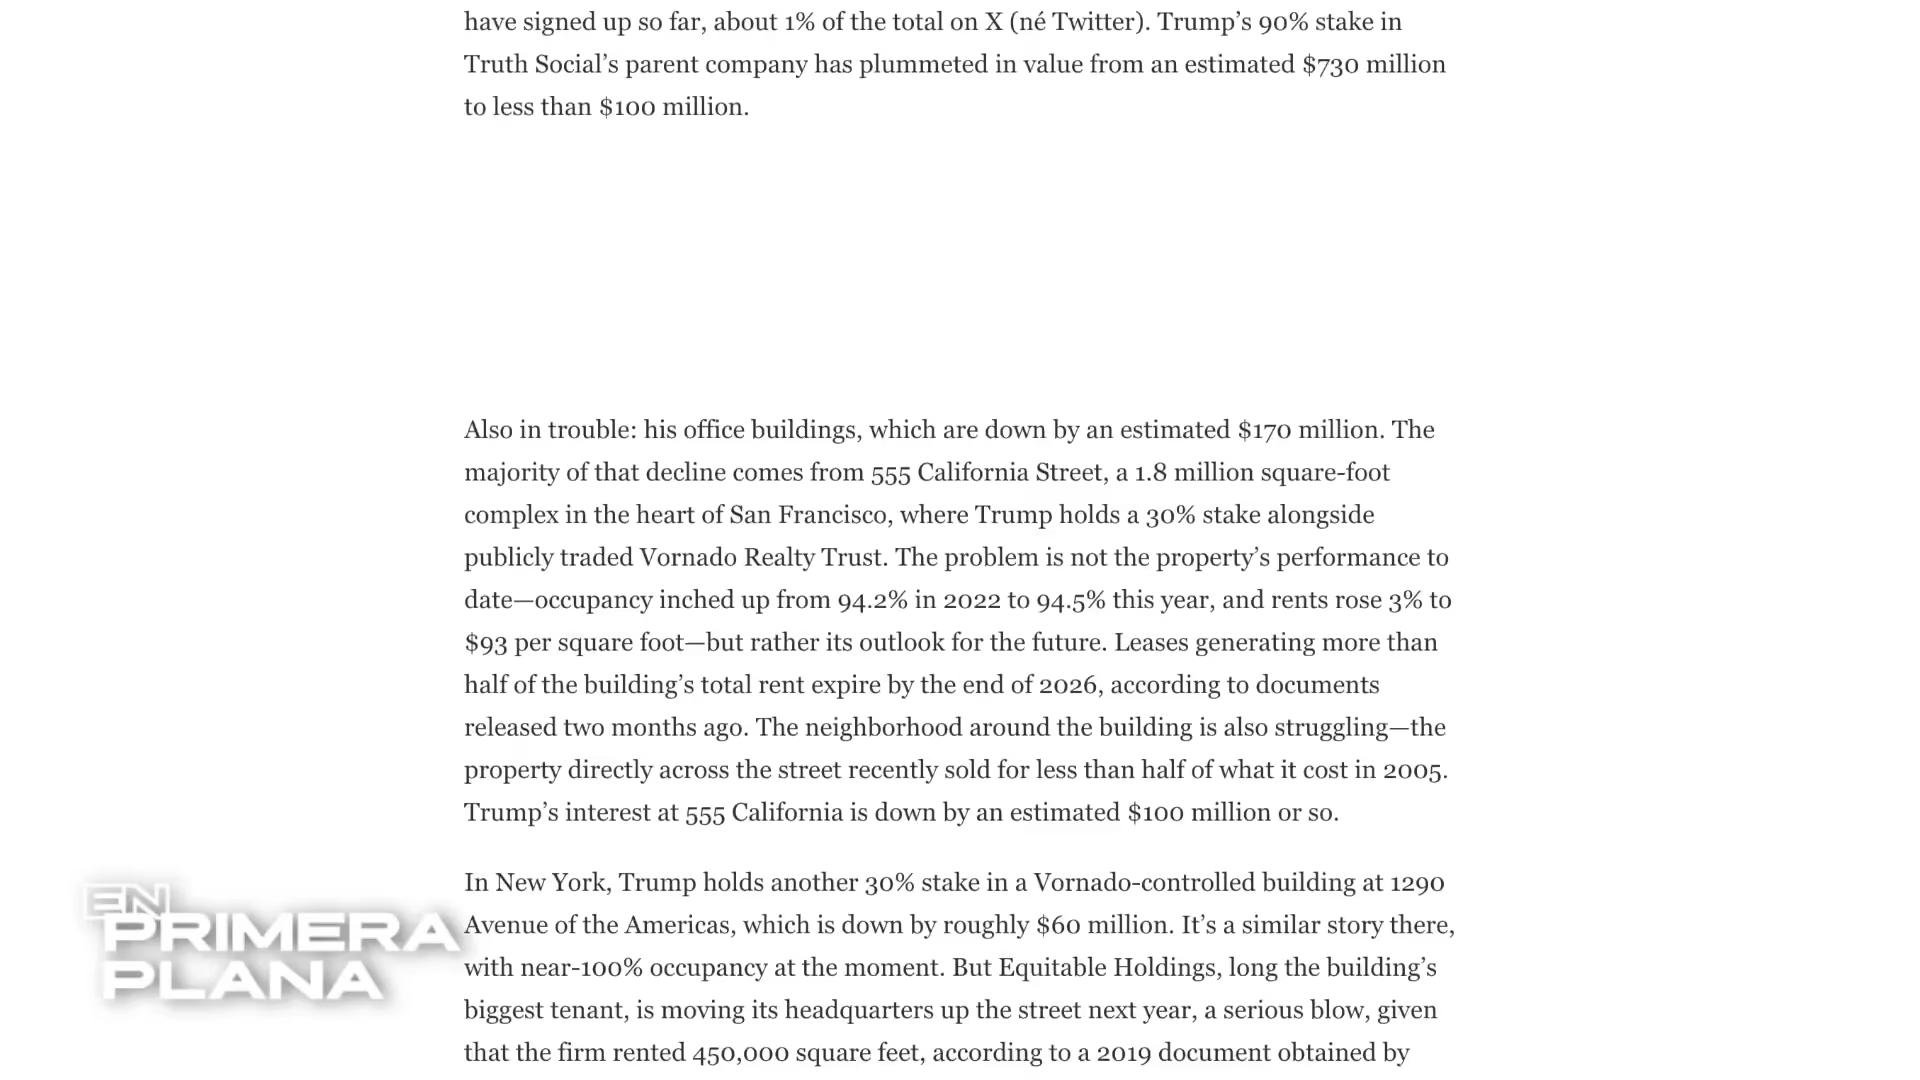 have signed up so far, about 1% of the total on X (né Twitter). Trump’s 90% stake in
Truth Social’s parent company has plummeted in value from an estimated $730 million
to less than $100 million.
Also in trouble: his office buildings, which are down by an estimated $170 million. The
majority of that decline comes from 555 California Street, a 1.8 million square-foot
complex in the heart of San Francisco, where Trump holds a 30% stake alongside
publicly traded Vornado Realty Trust. The problem is not the property’s performance to
date—occupancy inched up from 94.2% in 2022 to 94.5% this year, and rents rose 3% to
$93 per square foot—but rather its outlook for the future. Leases generating more than
half of the building’s total rent expire by the end of 2026, according to documents
released two months ago. The neighborhood around the building is also struggling—the
property directly across the street recently sold for less than half of what it cost in 2005.
Trump’s interest at 555 California is down by an estimated $100 million or so.
In New York, Trump holds another 30% stake in a Vornado-controlled building at 1290
Avenue of the Americas, which is down by roughly $60 million. It’s a similar story there,
with near-100% occupancy at the moment. But Equitable Holdings, long the building’s
biggest tenant, is moving its headquarters up the street next year, a serious blow, given
that the firm rented 450,000 square feet, according to a 2019 document obtained by
EN
PRIMERA
PLANA